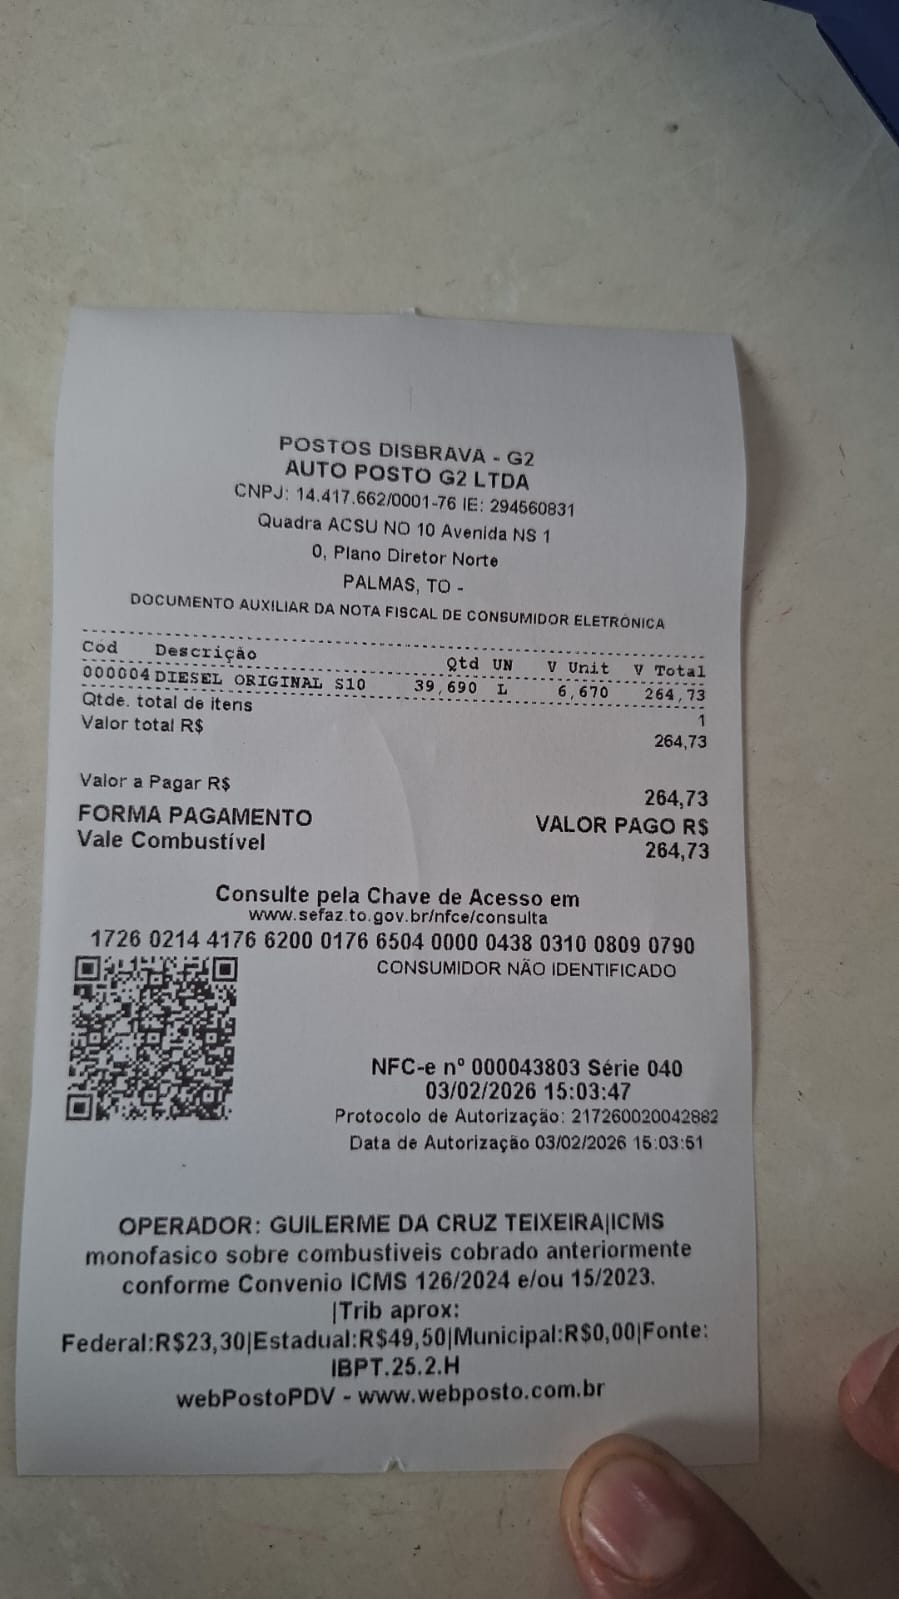 POSTOS DISBRAVA - G2
AUTO POSTO G2 LTDA
CNPJ: 14.417.662/0001-76 IE: 294560831
Quadra ACSU NO 10 Avenida NS 1
0, Plano Diretor Norte
PALMAS, TO -
DOCUMENTO AUXILIAR DA NOTA FISCAL DE CONSUMIDOR ELETRÔNICA
Cód Descrição Qtd UN V Unit V Total
000004 DIESEL ORIGINAL S10 39,690 L 6,670 264,73
Qtde. total de itens 1
Valor total R$ 264,73
Valor a Pagar R$ 264,73
FORMA PAGAMENTO VALOR PAGO R$
Vale Combustível 264,73
Consulte pela Chave de Acesso em
www.sefaz.to.gov.br/nfce/consulta
1726 0214 4176 6200 0176 6504 0000 0438 0310 0809 0790
CONSUMIDOR NÃO IDENTIFICADO
NFC-e nº 000043803 Série 040
03/02/2026 15:03:47
Protocolo de Autorização: 217260020042882
Data de Autorização 03/02/2026 15:03:51
OPERADOR: GUILERME DA CRUZ TEIXEIRA|ICMS
monofasico sobre combustiveis cobrado anteriormente
conforme Convenio ICMS 126/2024 e/ou 15/2023.
|Trib aprox:
Federal:R$23,30|Estadual:R$49,50|Municipal:R$0,00|Fonte:
IBPT.25.2.H
webPostoPDV - www.webposto.com.br